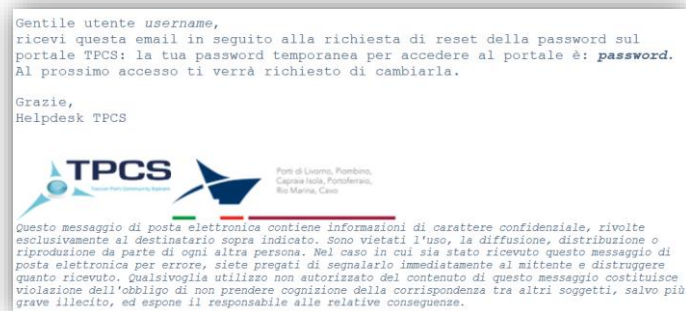 Gentile utente username,
ricevi questa email in seguito alla richiesta di reset della password sul
portale TPCS: la tua password temporanea per accedere al portale è: password.
Al prossimo accesso ti verrà richiesto di cambiarla.
Grazie,
Helpdesk TPCS
TPCS
Tuscan Port Community System
Porti di Livorno, Piombino,
Capraia Isola, Portoferraio,
Rio Marina, Cavo
Questo messaggio di posta elettronica contiene informazioni di carattere confidenziale, rivolte
esclusivamente al destinatario sopra indicato. Sono vietati l'uso, la diffusione, distribuzione o
riproduzione da parte di ogni altra persona. Nel caso in cui sia stato ricevuto questo messaggio di
posta elettronica per errore, siete pregati di segnalarlo immediatamente al mittente e distruggere
quanto ricevuto. Qualsivoglia utilizzo non autorizzato del contenuto di questo messaggio costituisce
violazione dell'obbligo di non prendere cognizione della corrispondenza tra altri soggetti, salvo più
grave illecito, ed espone il responsabile alle relative conseguenze.